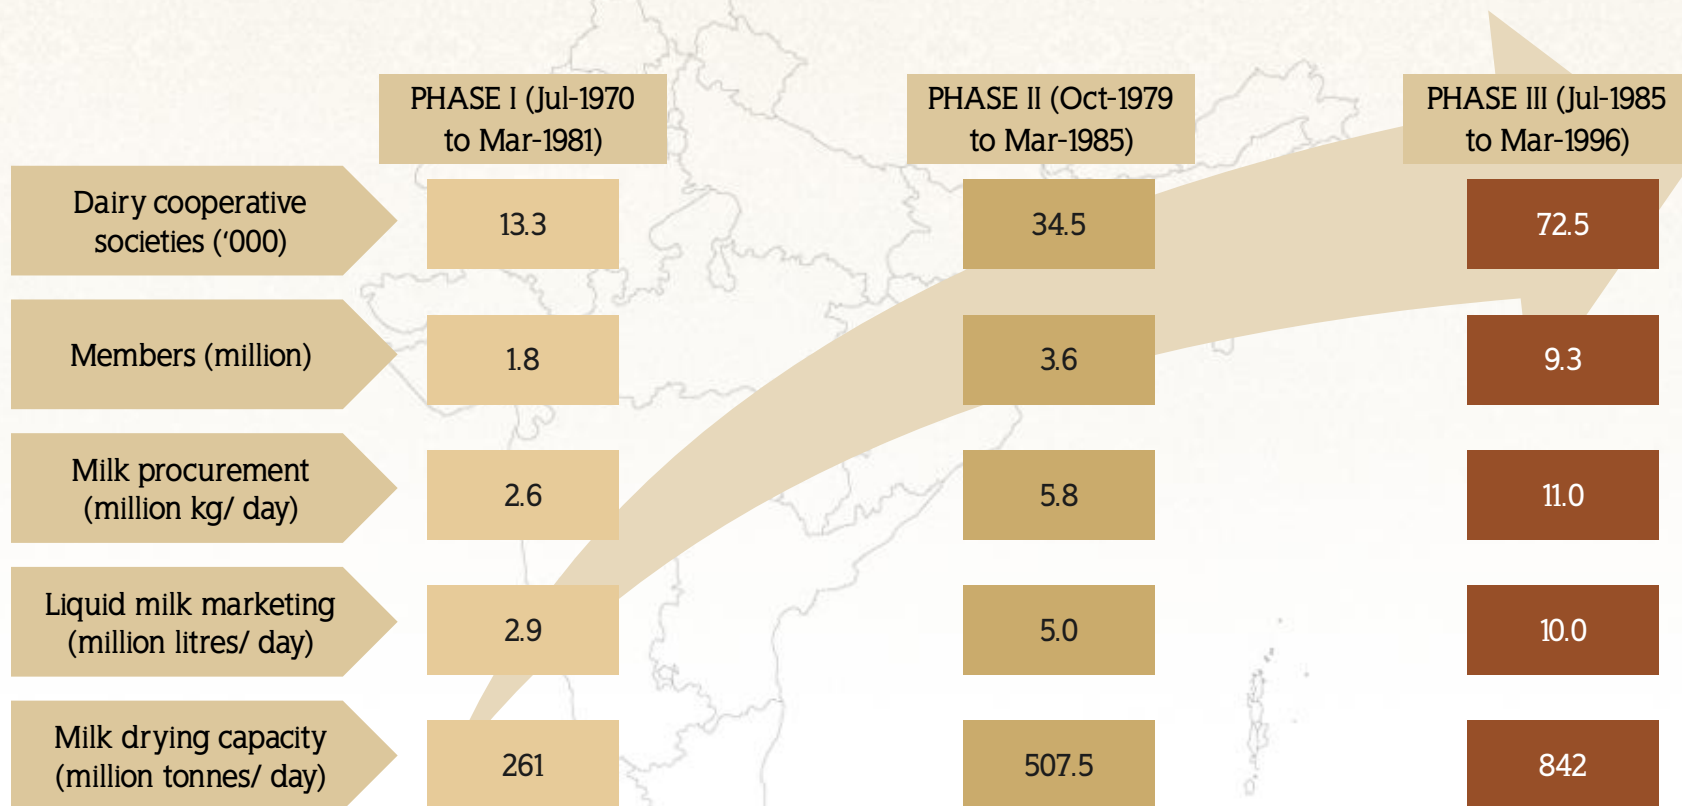 PHASE I (Jul-1970
to Mar-1981)
PHASE II (Oct-1979
to Mar-1985)
PHASE III (Jul-1985
to Mar-1996)
Dairy cooperative
societies (‘000)
13.3
34.5
72.5
Members (million)
1.8
3.6
9.3
Milk procurement
(million kg/ day)
2.6
5.8
11.0
Liquid milk marketing
(million litres/ day)
2.9
5.0
10.0
Milk drying capacity
(million tonnes/ day)
261
507.5
842